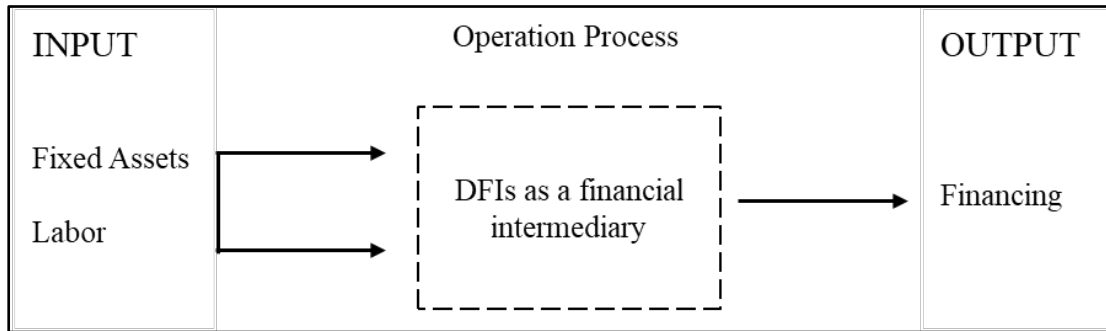 INPUT
Operation Process
OUTPUT
Fixed Assets
Labor
DFIs as a financial
intermediary
Financing